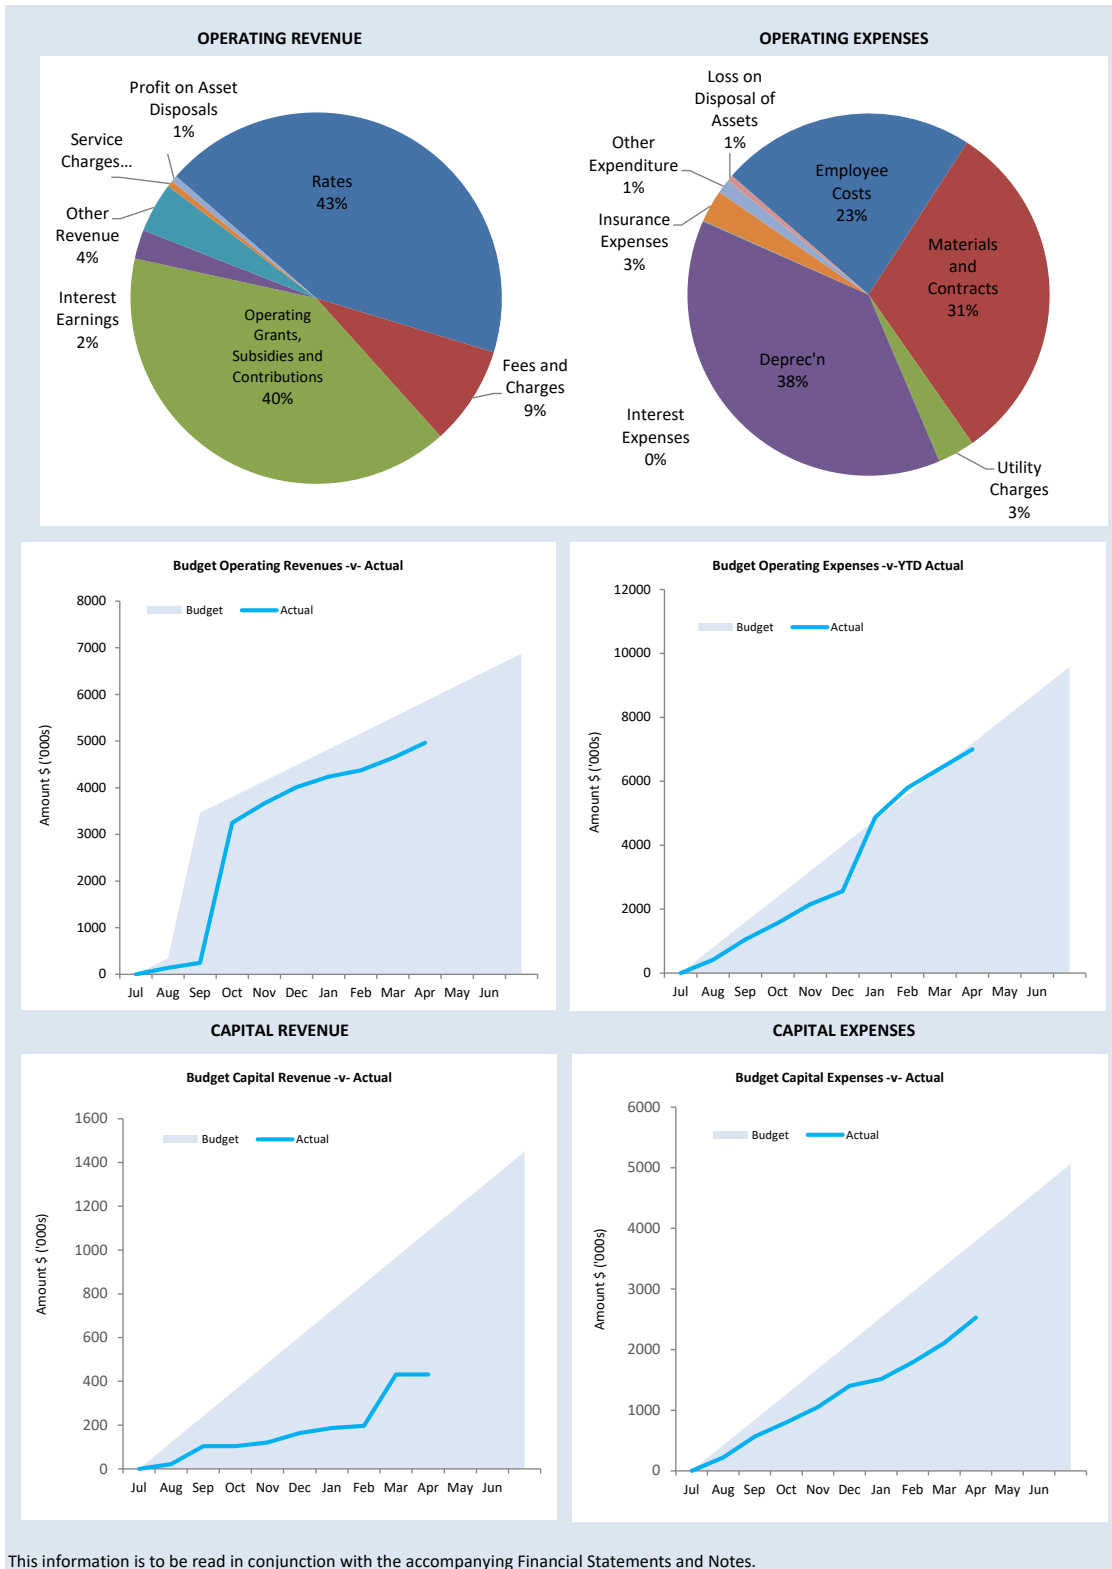 OPERATING REVENUE
OPERATING EXPENSES
Profit on Asset
Disposals
1%
Service
Charges...
Other
Revenue
4%
Interest
Earnings
2%
Rates
43%
Operating
Grants,
Subsidies and
Contributions
40%
Fees and
Charges
9%
Loss on
Disposal of
Assets
1%
Other
Expenditure
1%
Insurance
Expenses
3%
Employee
Costs
23%
Materials
and
Contracts
31%
Deprec'n
38%
Interest
Expenses
0%
Utility
Charges
3%
Budget Operating Revenues -v- Actual
Budget Actual
Amount $ ('000s)
8000
7000
6000
5000
4000
3000
2000
1000
0
Jul Aug Sep Oct Nov Dec Jan Feb Mar Apr May Jun
Budget Operating Expenses -v-YTD Actual
Budget Actual
Amount $ ('000s)
12000
10000
8000
6000
4000
2000
0
Jul Aug Sep Oct Nov Dec Jan Feb Mar Apr May Jun
CAPITAL REVENUE
CAPITAL EXPENSES
Budget Capital Revenue -v- Actual
Budget Actual
Amount $ ('000s)
1600
1400
1200
1000
800
600
400
200
0
Jul Aug Sep Oct Nov Dec Jan Feb Mar Apr May Jun
Budget Capital Expenses -v- Actual
Budget Actual
Amount $ ('000s)
6000
5000
4000
3000
2000
1000
0
Jul Aug Sep Oct Nov Dec Jan Feb Mar Apr May Jun
This information is to be read in conjunction with the accompanying Financial Statements and Notes.